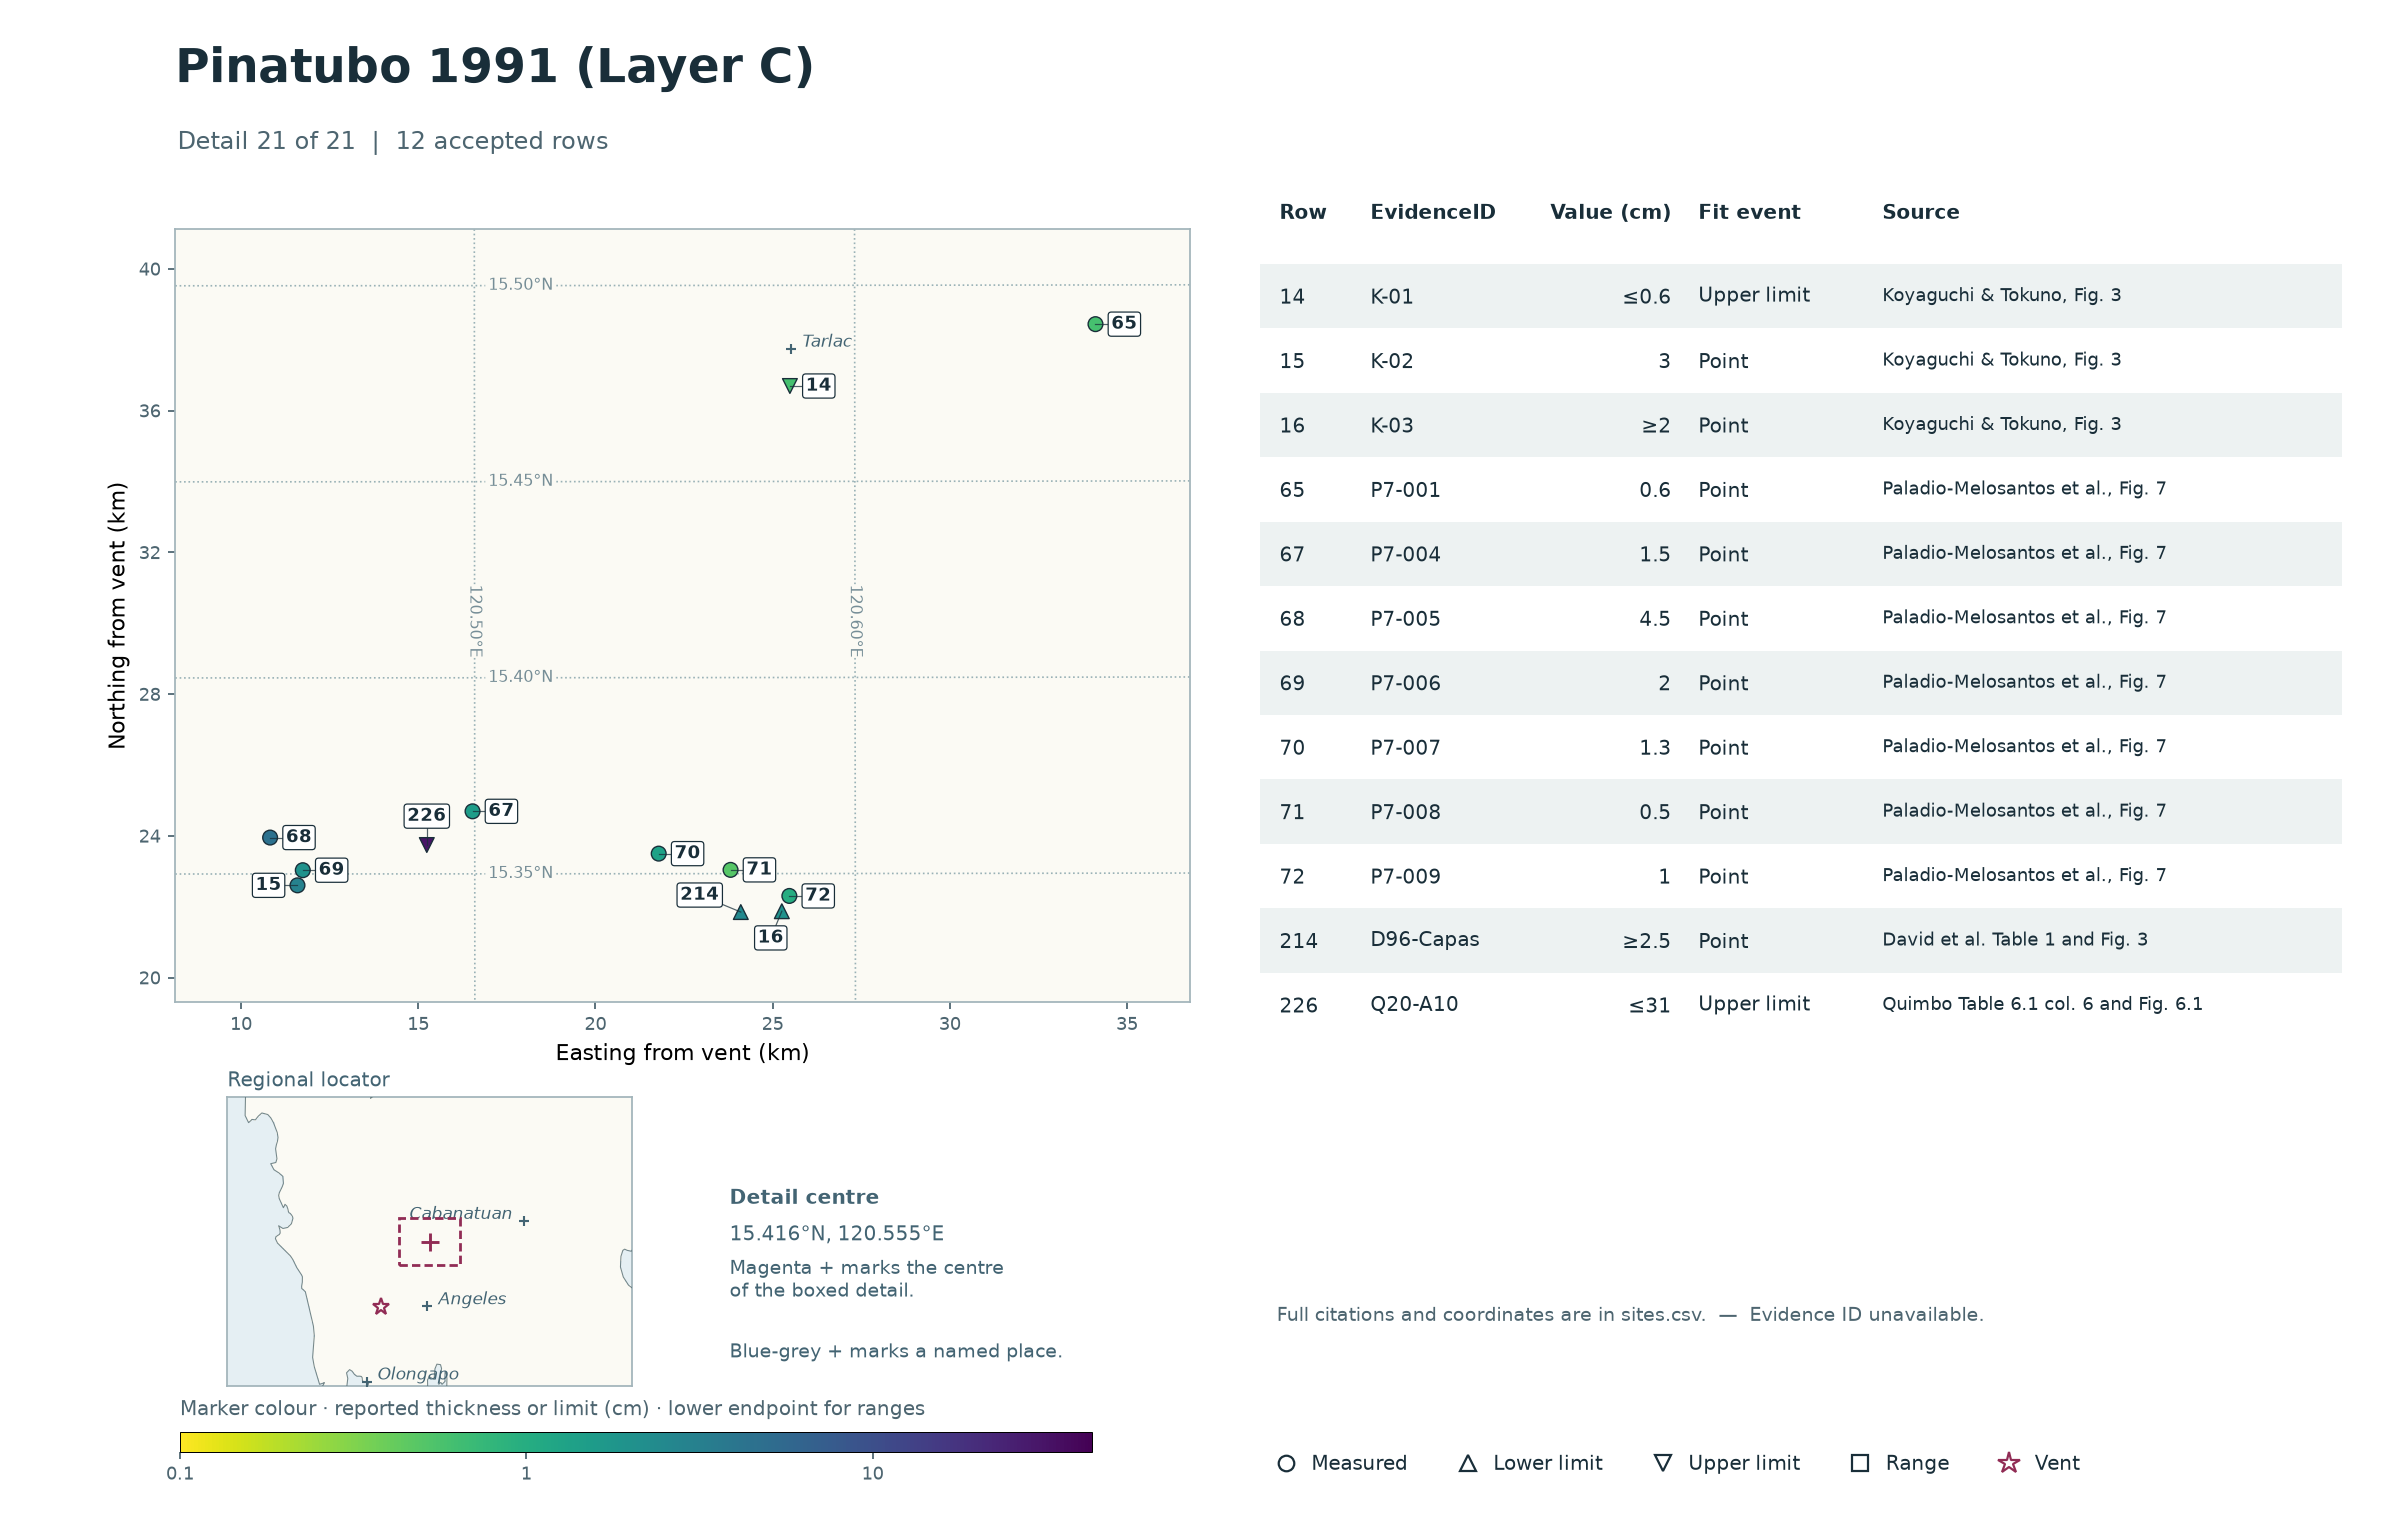 Pinatubo 1991 (Layer C)
Detail 21 of 21 | 12 accepted rows
Row EvidenceID Value (cm) Fit event Source
14 K-01 ≤0.6 Upper limit Koyaguchi & Tokuno, Fig. 3
15 K-02 3 Point Koyaguchi & Tokuno, Fig. 3
16 K-03 ≥2 Point Koyaguchi & Tokuno, Fig. 3
65 P7-001 0.6 Point Paladio-Melosantos et al., Fig. 7
67 P7-004 1.5 Point Paladio-Melosantos et al., Fig. 7
68 P7-005 4.5 Point Paladio-Melosantos et al., Fig. 7
69 P7-006 2 Point Paladio-Melosantos et al., Fig. 7
70 P7-007 1.3 Point Paladio-Melosantos et al., Fig. 7
71 P7-008 0.5 Point Paladio-Melosantos et al., Fig. 7
72 P7-009 1 Point Paladio-Melosantos et al., Fig. 7
214 D96-Capas ≥2.5 Point David et al. Table 1 and Fig. 3
226 Q20-A10 ≤31 Upper limit Quimbo Table 6.1 col. 6 and Fig. 6.1
Northing from vent (km)
40
36
32
28
24
20
15.50°N
15.45°N
15.40°N
15.35°N
120.50°E
120.60°E
65
Tarlac
14
226
67
68
69
15
70
71
214
72
16
10 15 20 25 30 35
Easting from vent (km)
Regional locator
Cabanatuan
Angeles
Olongapo
Detail centre
15.416°N, 120.555°E
Magenta + marks the centre
of the boxed detail.
Blue-grey + marks a named place.
Full citations and coordinates are in sites.csv. — Evidence ID unavailable.
Marker colour · reported thickness or limit (cm) · lower endpoint for ranges
0.1 1 10
Measured Lower limit Upper limit Range Vent